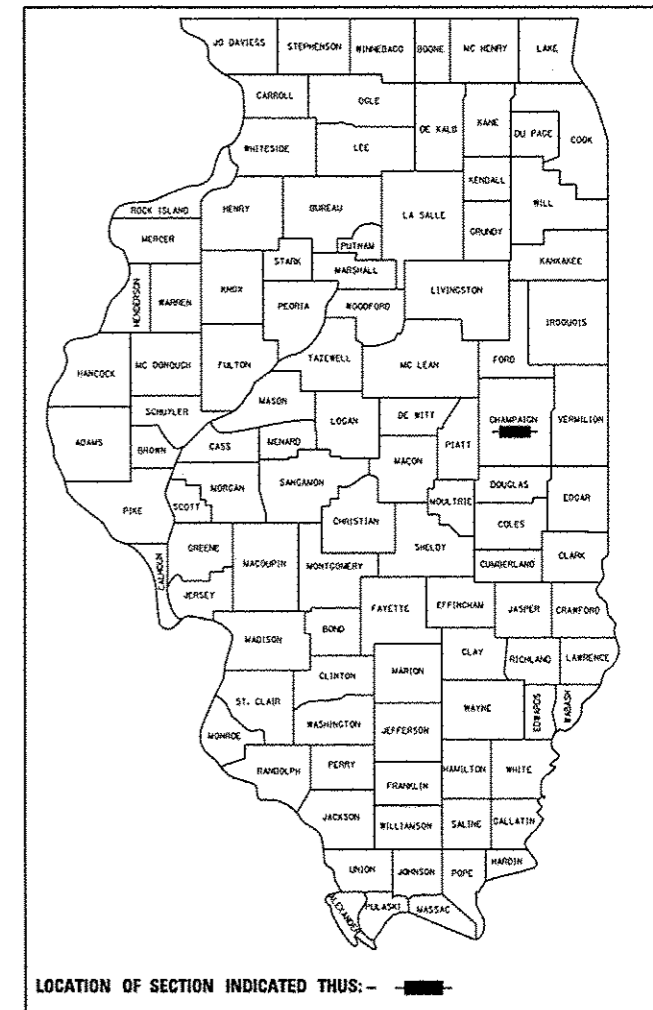 JO DAVIESS STEPHENSON WINNEBAGO BOONE MC HENRY LAKE
CARROLL OGLE DE KALB KANE DU PAGE COOK
WHITESIDE LEE
KENDALL
ROCK ISLAND HENRY BUREAU LA SALLE WILL
MERCER PUTNAM GRUNDY
STARK MARSHALL KANKAKEE
HENDERSON WARREN KNOX PEORIA WOODFORD LIVINGSTON
IROQUOIS
FORD
HANCOCK MC DONOUGH FULTON TAZEWELL MC LEAN
MASON
SCHUYLER LOGAN DE WITT CHAMPAIGN VERMILION
ADAMS BROWN CASS MENARD MACON PIATT
MORGAN SANGAMON DOUGLAS
PIKE SCOTT CHRISTIAN MOULTRIE COLES EDGAR
GREENE MACOUPIN MONTGOMERY SHELBY CUMBERLAND CLARK
CALHOUN JERSEY
FAYETTE EFFINGHAM JASPER CRAWFORD
MADISON BOND
CLAY RICHLAND LAWRENCE
CLINTON MARION
ST. CLAIR WAYNE EDWARDS WABASH
MONROE WASHINGTON JEFFERSON
RANDOLPH PERRY HAMILTON WHITE
FRANKLIN
JACKSON WILLIAMSON SALINE GALLATIN
UNION JOHNSON POPE HARDIN
ALEXANDER PULASKI MASSAC
LOCATION OF SECTION INDICATED THUS: -